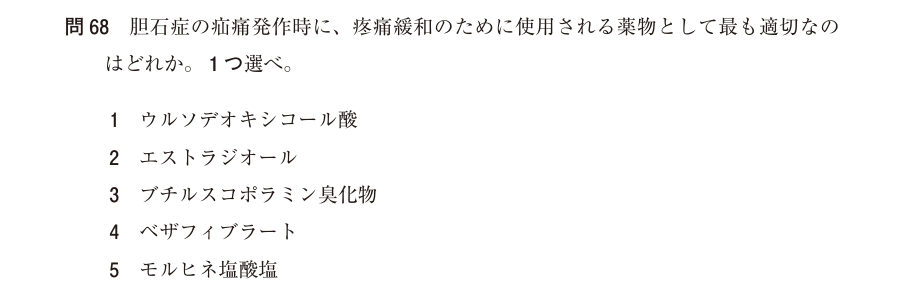 問 68 胆石症の疝痛発作時に、疼痛緩和のために使用される薬物として最も適切なの
はどれか。1つ選べ。
1 ウルソデオキシコール酸
2 エストラジオール
3 ブチルスコポラミン臭化物
4 ベザフィブラート
5 モルヒネ塩酸塩